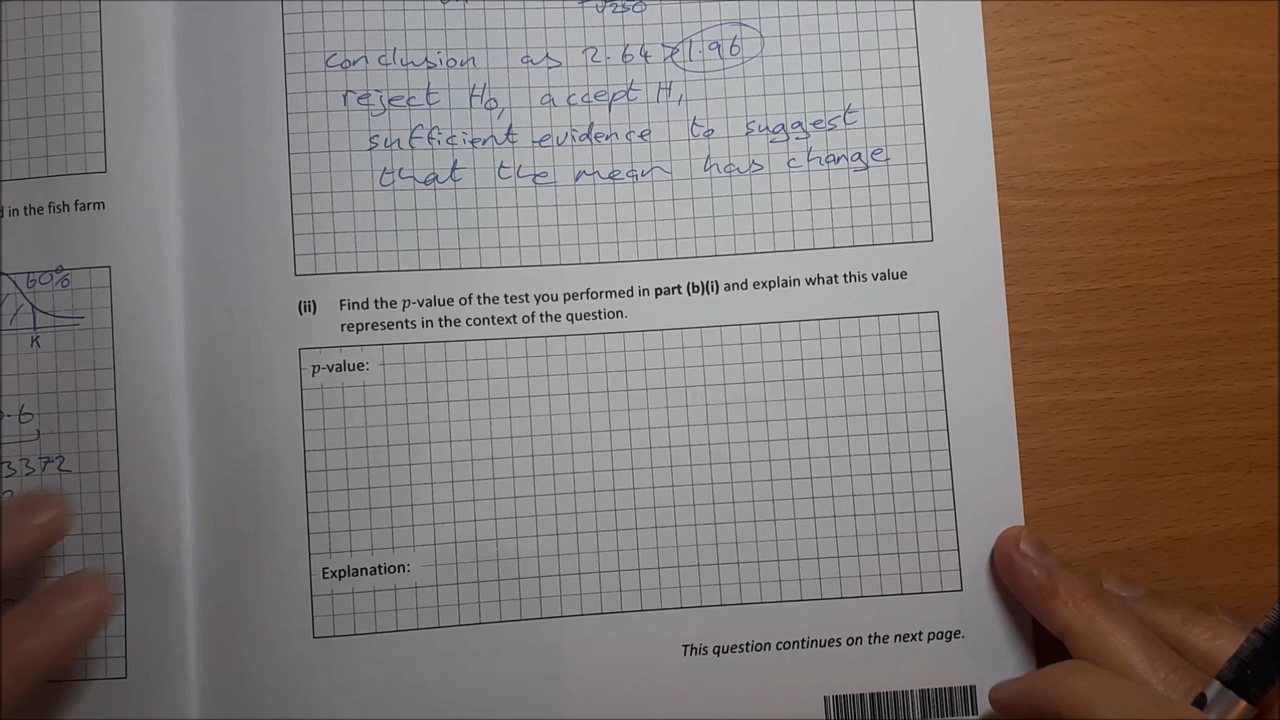 √250
conclusion as 2.64 > 1.96
reject H0, accept H1
sufficient evidence to suggest
that the mean has change
d in the fish farm
60%
K
(ii) Find the p-value of the test you performed in part (b)(i) and explain what this value
represents in the context of the question.
p-value:
3372
Explanation:
This question continues on the next page.